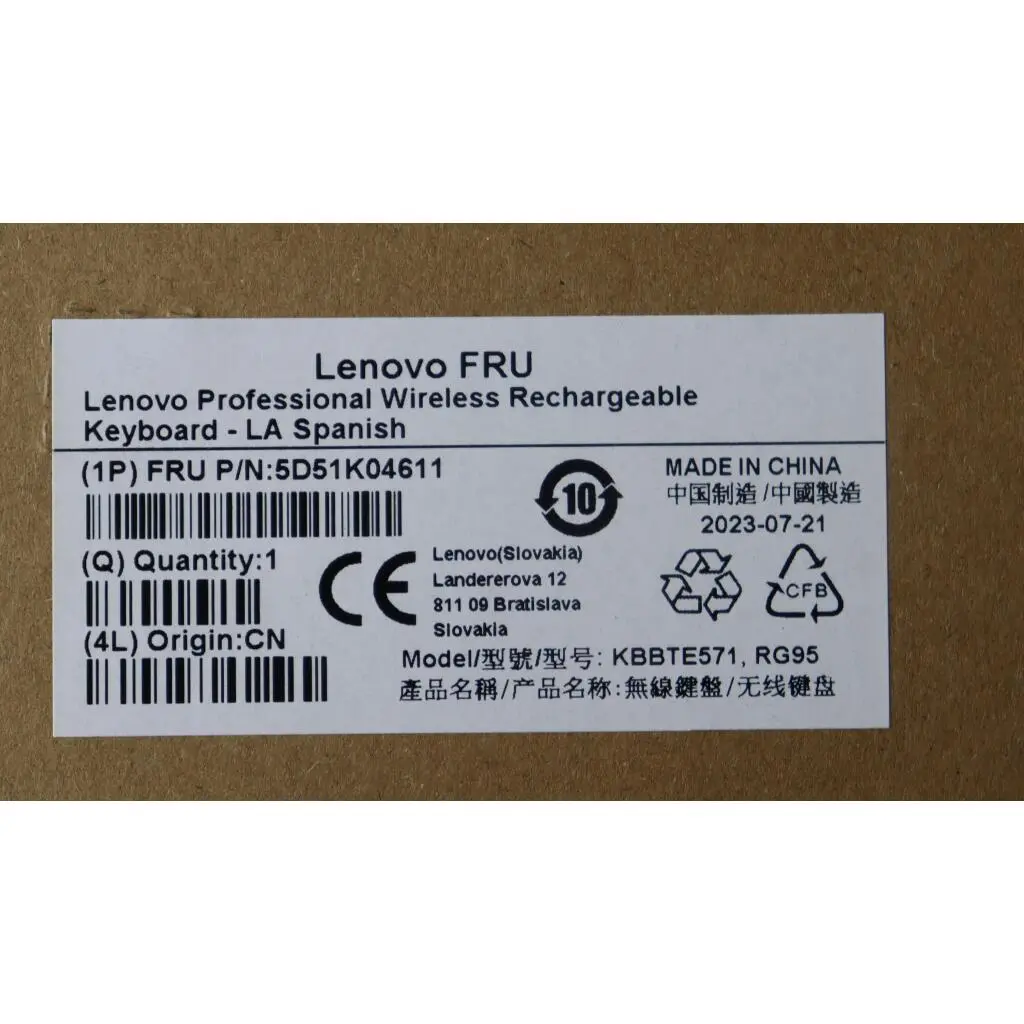 Lenovo FRU
Lenovo Professional Wireless Rechargeable
Keyboard - LA Spanish
(1P) FRU P/N:5D51K04611
(Q) Quantity:1
(4L) Origin:CN
10
MADE IN CHINA
中国制造/中國製造
2023-07-21
CE
Lenovo(Slovakia)
Landererova 12
811 09 Bratislava
Slovakia
CFB
Model/型號/型号: KBBTE571, RG95
產品名稱/产品名称:無線鍵盤/无线键盘